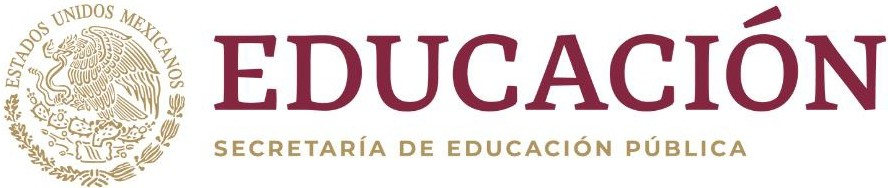 ESTADOS UNIDOS MEXICANOS
EDUCACIÓN
SECRETARÍA DE EDUCACIÓN PÚBLICA